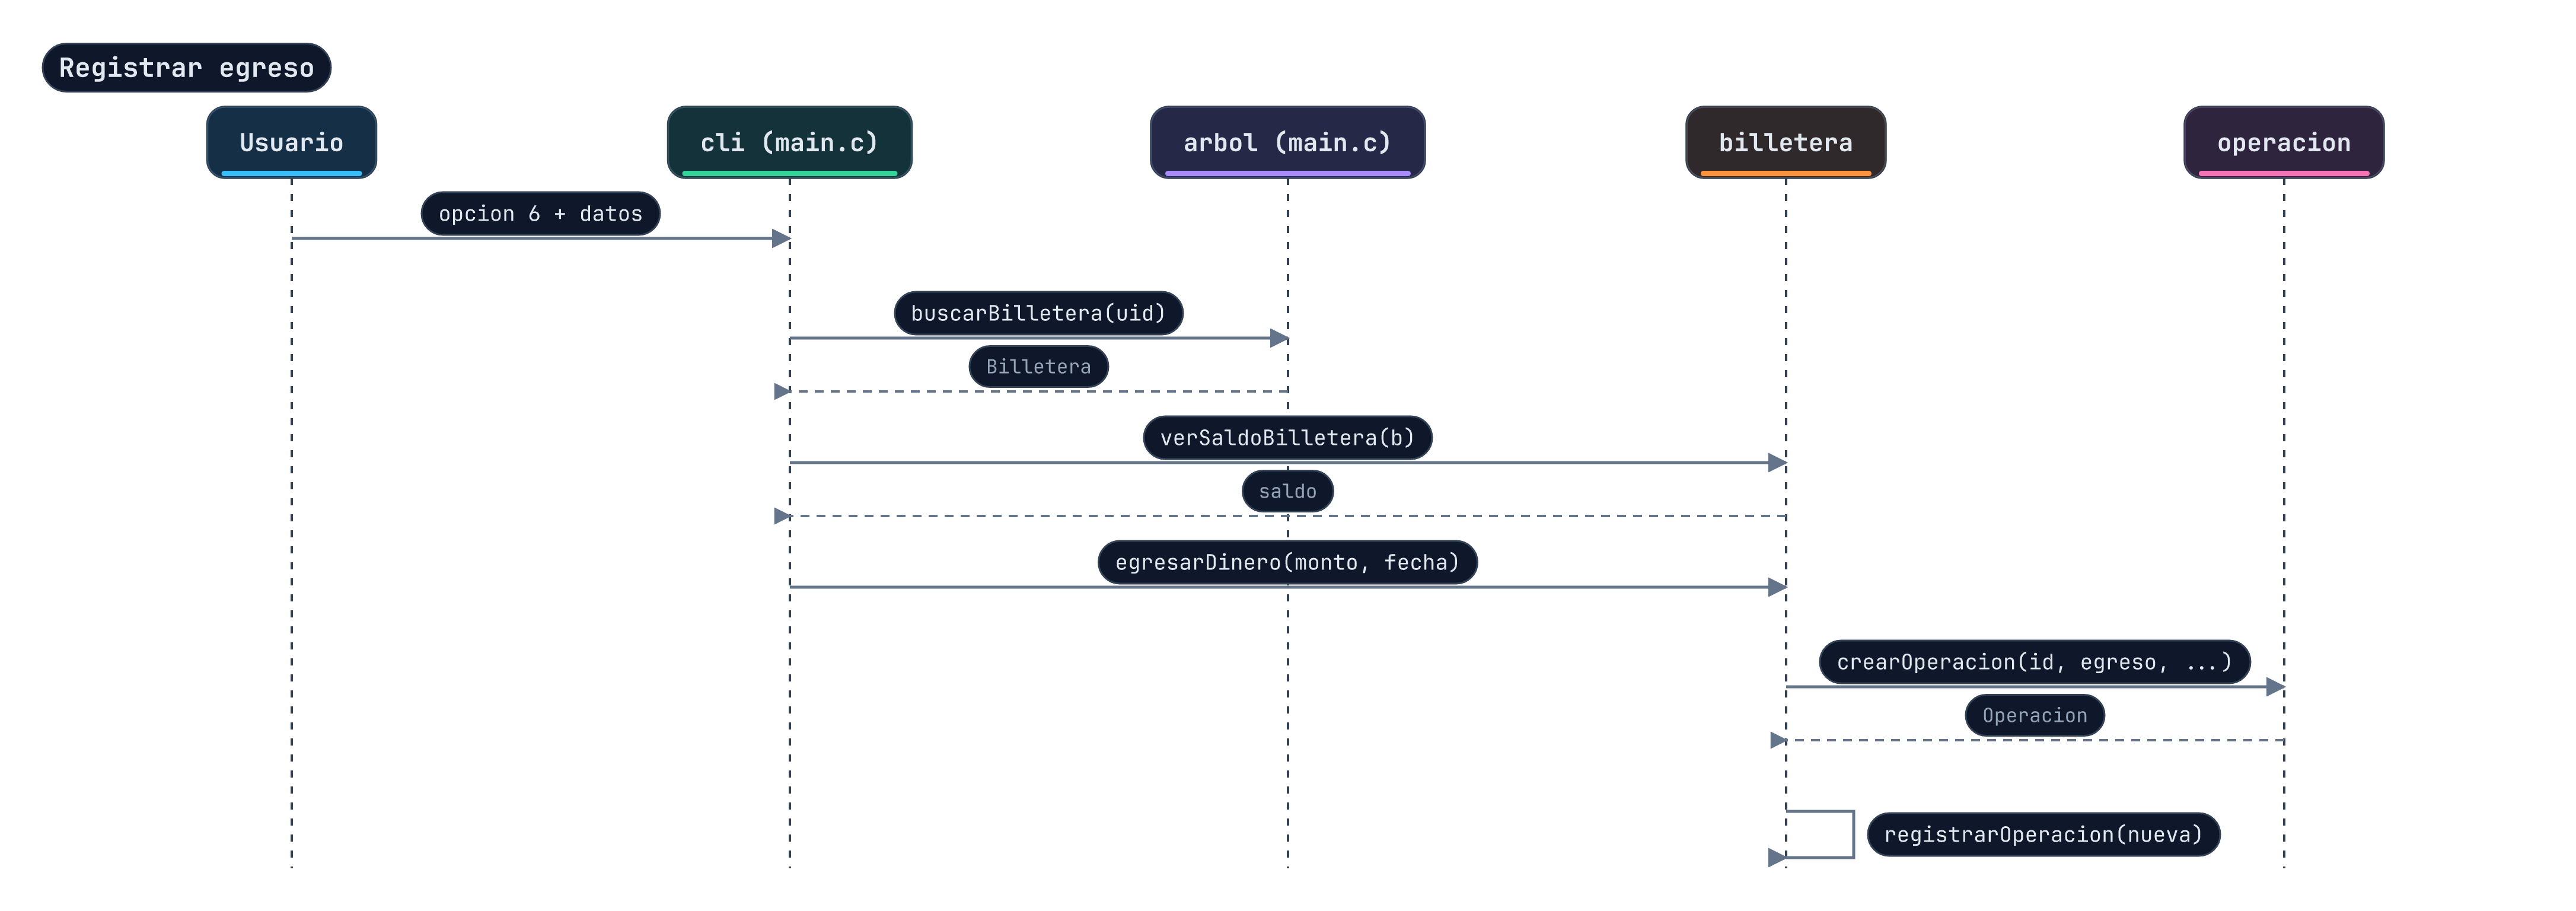 Registrar egreso
Usuario
cli (main.c)
arbol (main.c)
billetera
operacion
opcion 6 + datos
buscarBilletera(uid)
Billetera
verSaldoBilletera(b)
saldo
egresarDinero(monto, fecha)
crearOperacion(id, egreso, ...)
Operacion
registrarOperacion(nueva)